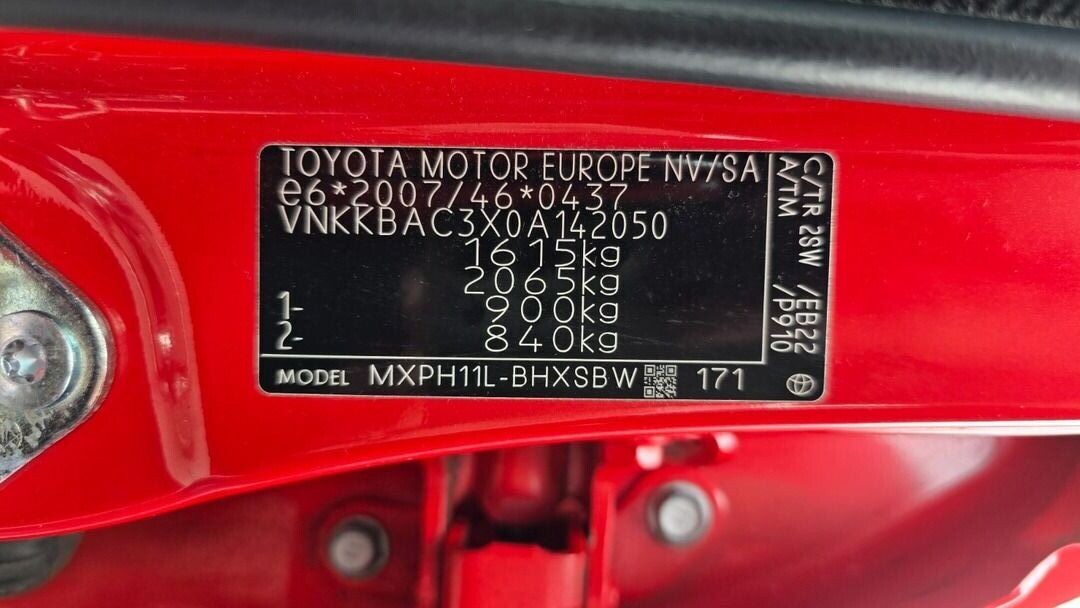 TOYOTA MOTOR EUROPE NV/SA
e6*2007/46*0437
VNKKBAC3X0A142050
1615kg
2065kg
1- 900kg
2- 840kg
MODEL MXPH11L-BHXSBW 171
C/TR 2SW /EB22
A/TM /P910